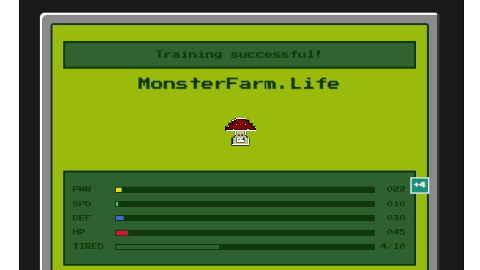 Training successful!
MonsterFarm.Life
PWR 022 +4
SPD 010
DEF 030
HP 045
TIRED 4/10